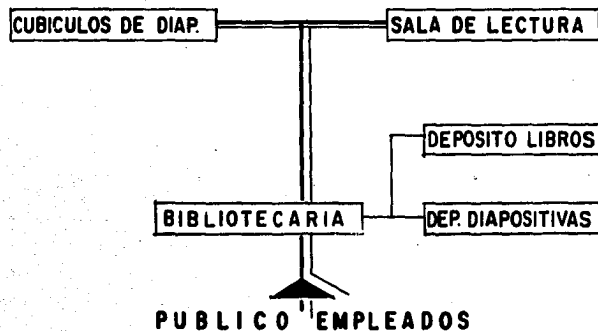 CUBICULOS DE DIAP.
SALA DE LECTURA
DEPOSITO LIBROS
BIBLIOTECARIA
DEP. DIAPOSITIVAS
PUBLICO EMPLEADOS